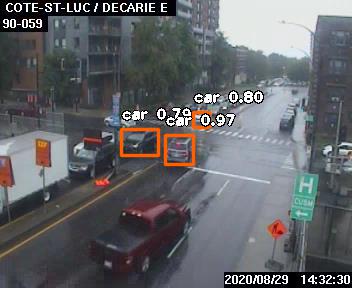 COTE-ST-LUC / DECARIE E
90-059
car 0.80
car 0.79
car 0.97
H
CUSM
2020/08/29 14:32:30